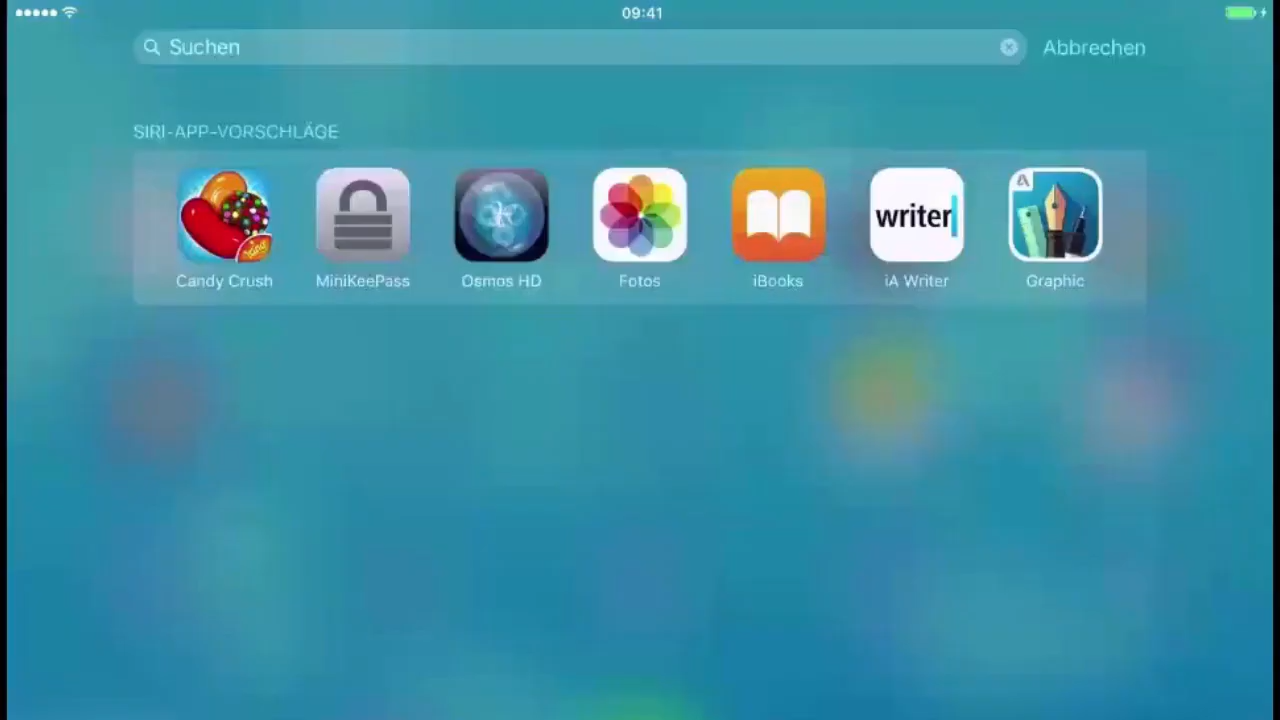 09:41
Suchen
Abbrechen
SIRI-APP-VORSCHLÄGE
writer
A
Candy Crush
MiniKeePass
Osmos HD
Fotos
iBooks
iA Writer
Graphic